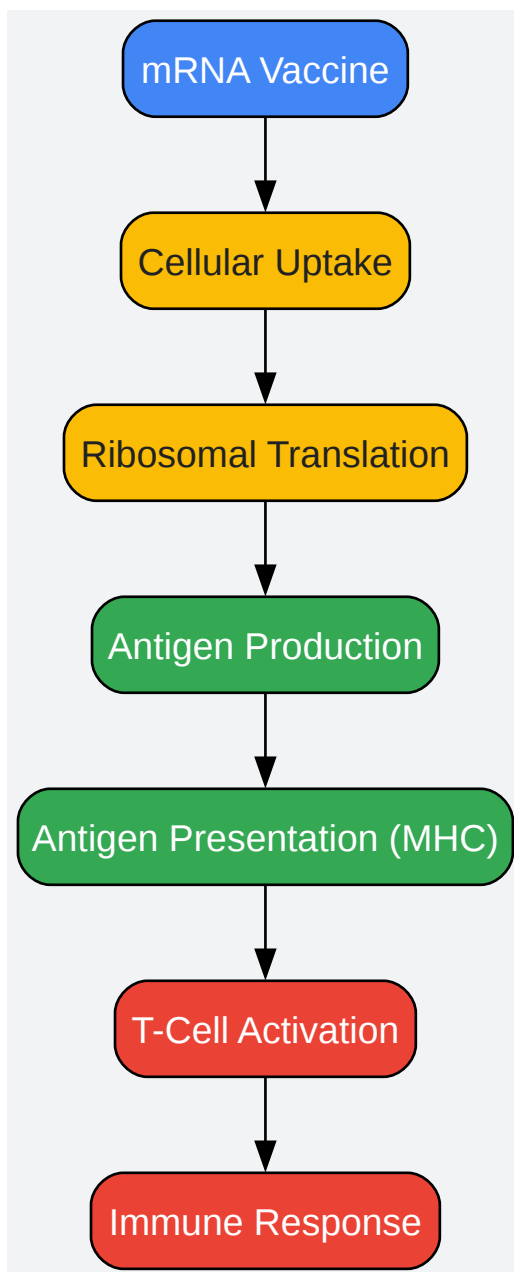 mRNA Vaccine
Cellular Uptake
Ribosomal Translation
Antigen Production
Antigen Presentation (MHC)
T-Cell Activation
Immune Response